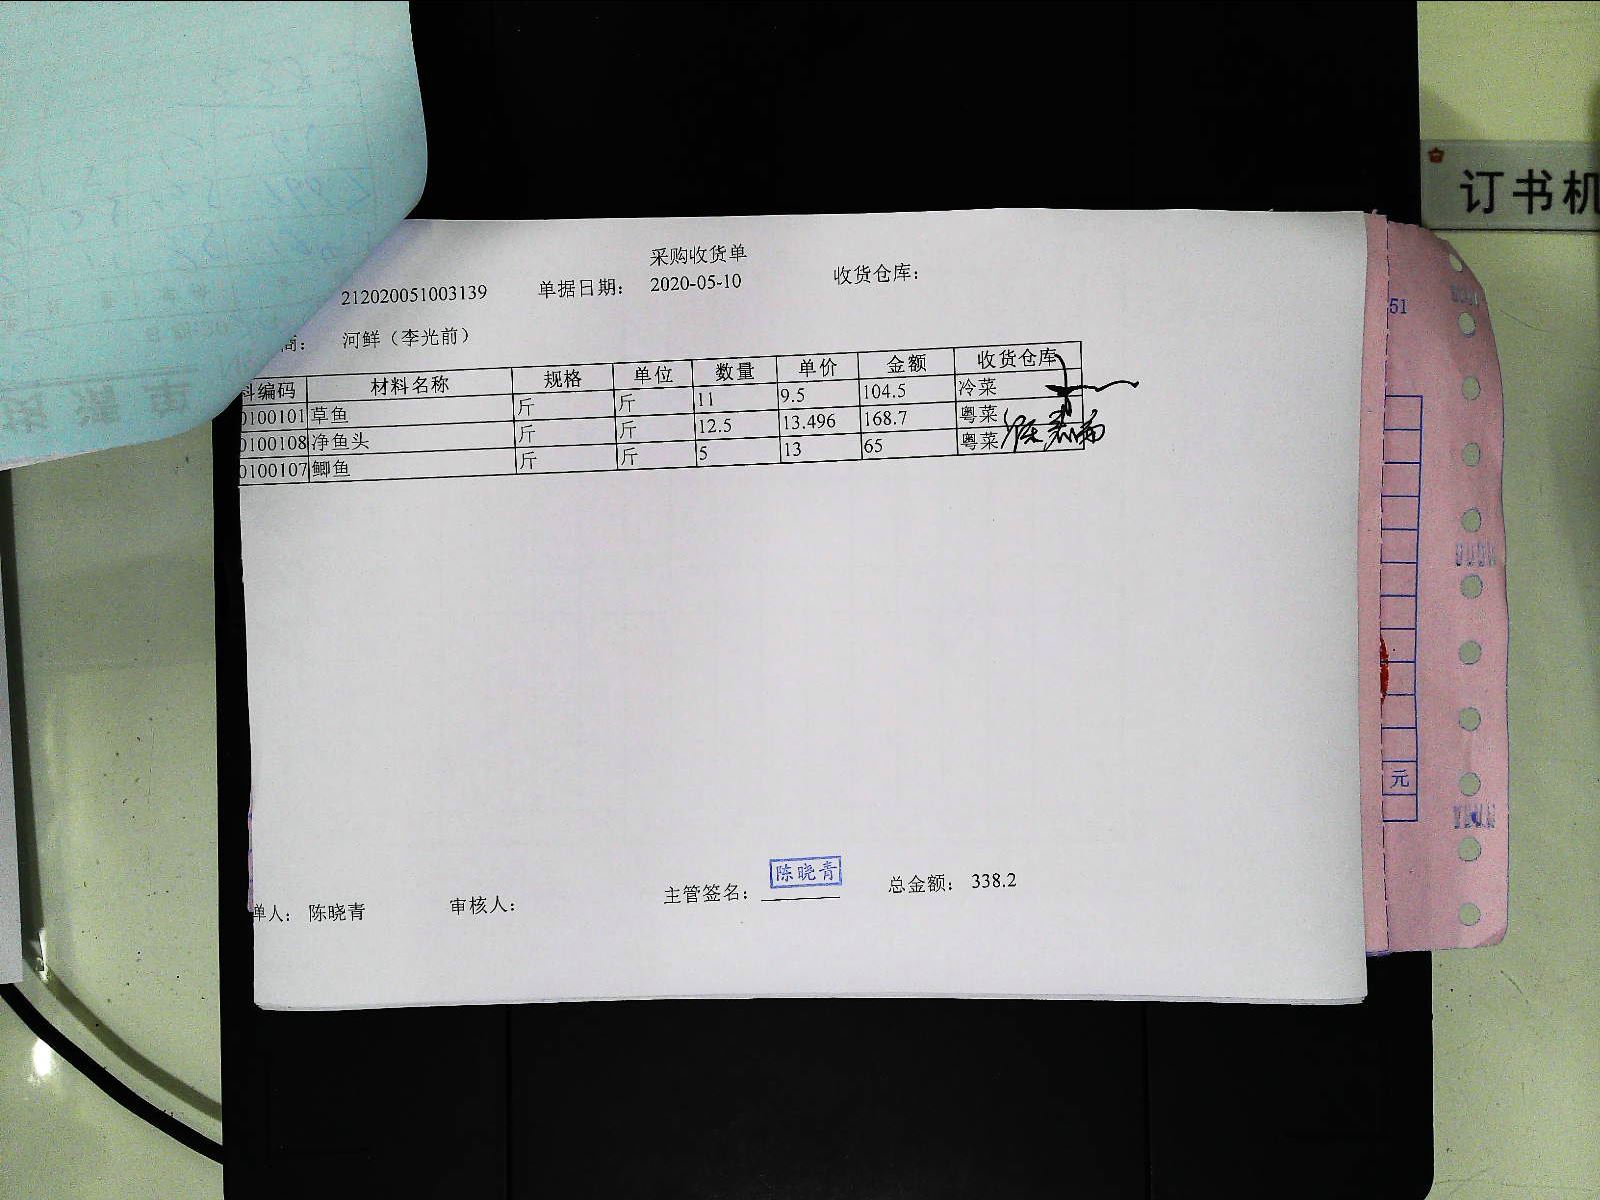 订书机
采购收货单
212020051003139 单据日期： 2020-05-10 收货仓库：
商： 河鲜（李光前）
料编码 材料名称 规格 单位 数量 单价 金额 收货仓库
0100101 草鱼 斤 斤 11 9.5 104.5 冷菜
0100108 净鱼头 斤 斤 12.5 13.496 168.7 粤菜
0100107 鲫鱼 斤 斤 5 13 65 粤菜
单人： 陈晓青 审核人： 主管签名： 陈晓青 总金额： 338.2
51
元